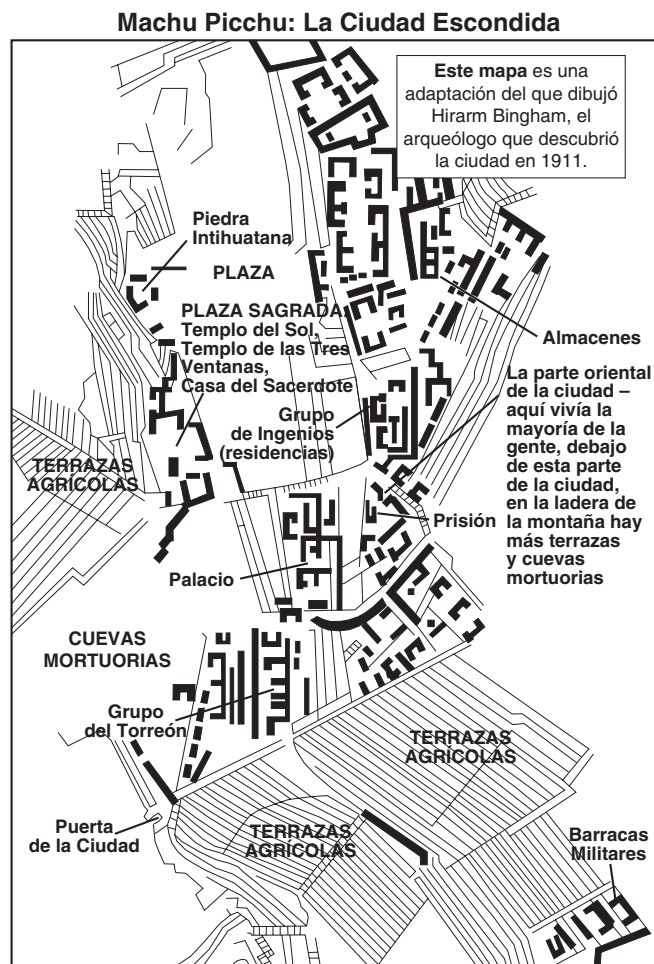 Machu Picchu: La Ciudad Escondida
Este mapa es una
adaptación del que dibujó
Hirarm Bingham, el
arqueólogo que descubrió
la ciudad en 1911.
Piedra
Intihuatana
PLAZA
PLAZA SAGRADA:
Templo del Sol,
Templo de las Tres
Ventanas,
Casa del Sacerdote
Almacenes
La parte oriental
de la ciudad –
aquí vivía la
mayoría de la
gente, debajo
de esta parte
de la ciudad,
en la ladera de
la montaña hay
más terrazas
y cuevas
mortuorias
Grupo
de Ingenios
(residencias)
TERRAZAS
AGRÍCOLAS
Prisión
Palacio
CUEVAS
MORTUORIAS
Grupo
del Torreón
TERRAZAS
AGRÍCOLAS
Puerta
de la Ciudad
TERRAZAS
AGRÍCOLAS
Barracas
Militares